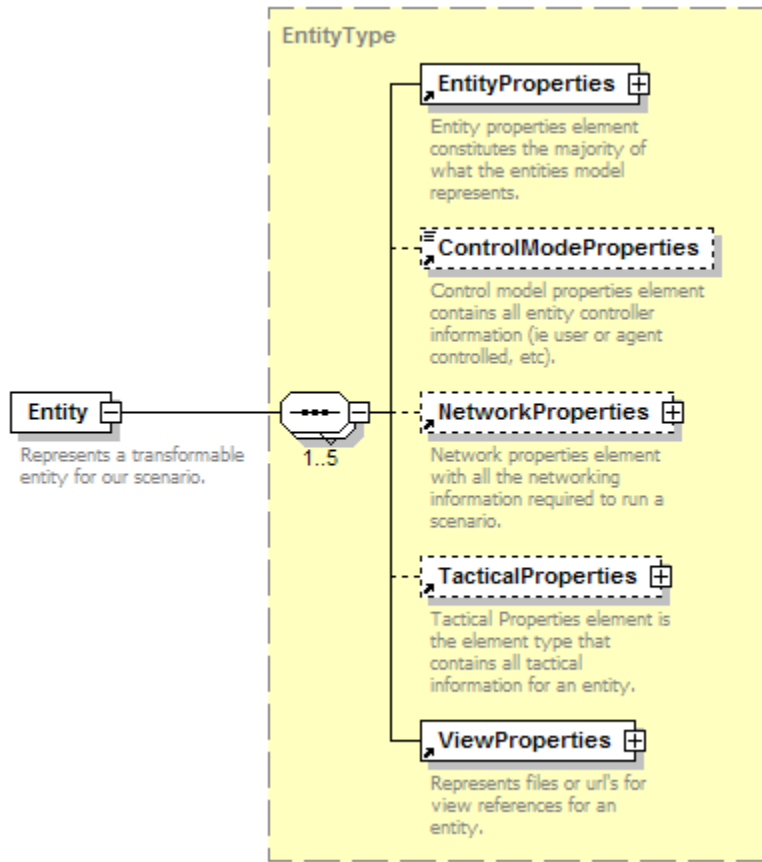 EntityType
EntityProperties
Entity properties element
constitutes the majority of
what the entities model
represents.
ControlModeProperties
Control model properties element
contains all entity controller
information (ie user or agent
controlled, etc).
Entity
Represents a transformable
entity for our scenario.
1..5
NetworkProperties
Network properties element
with all the networking
information required to run a
scenario.
TacticalProperties
Tactical Properties element is
the element type that
contains all tactical
information for an entity.
ViewProperties
Represents files or url's for
view references for an
entity.